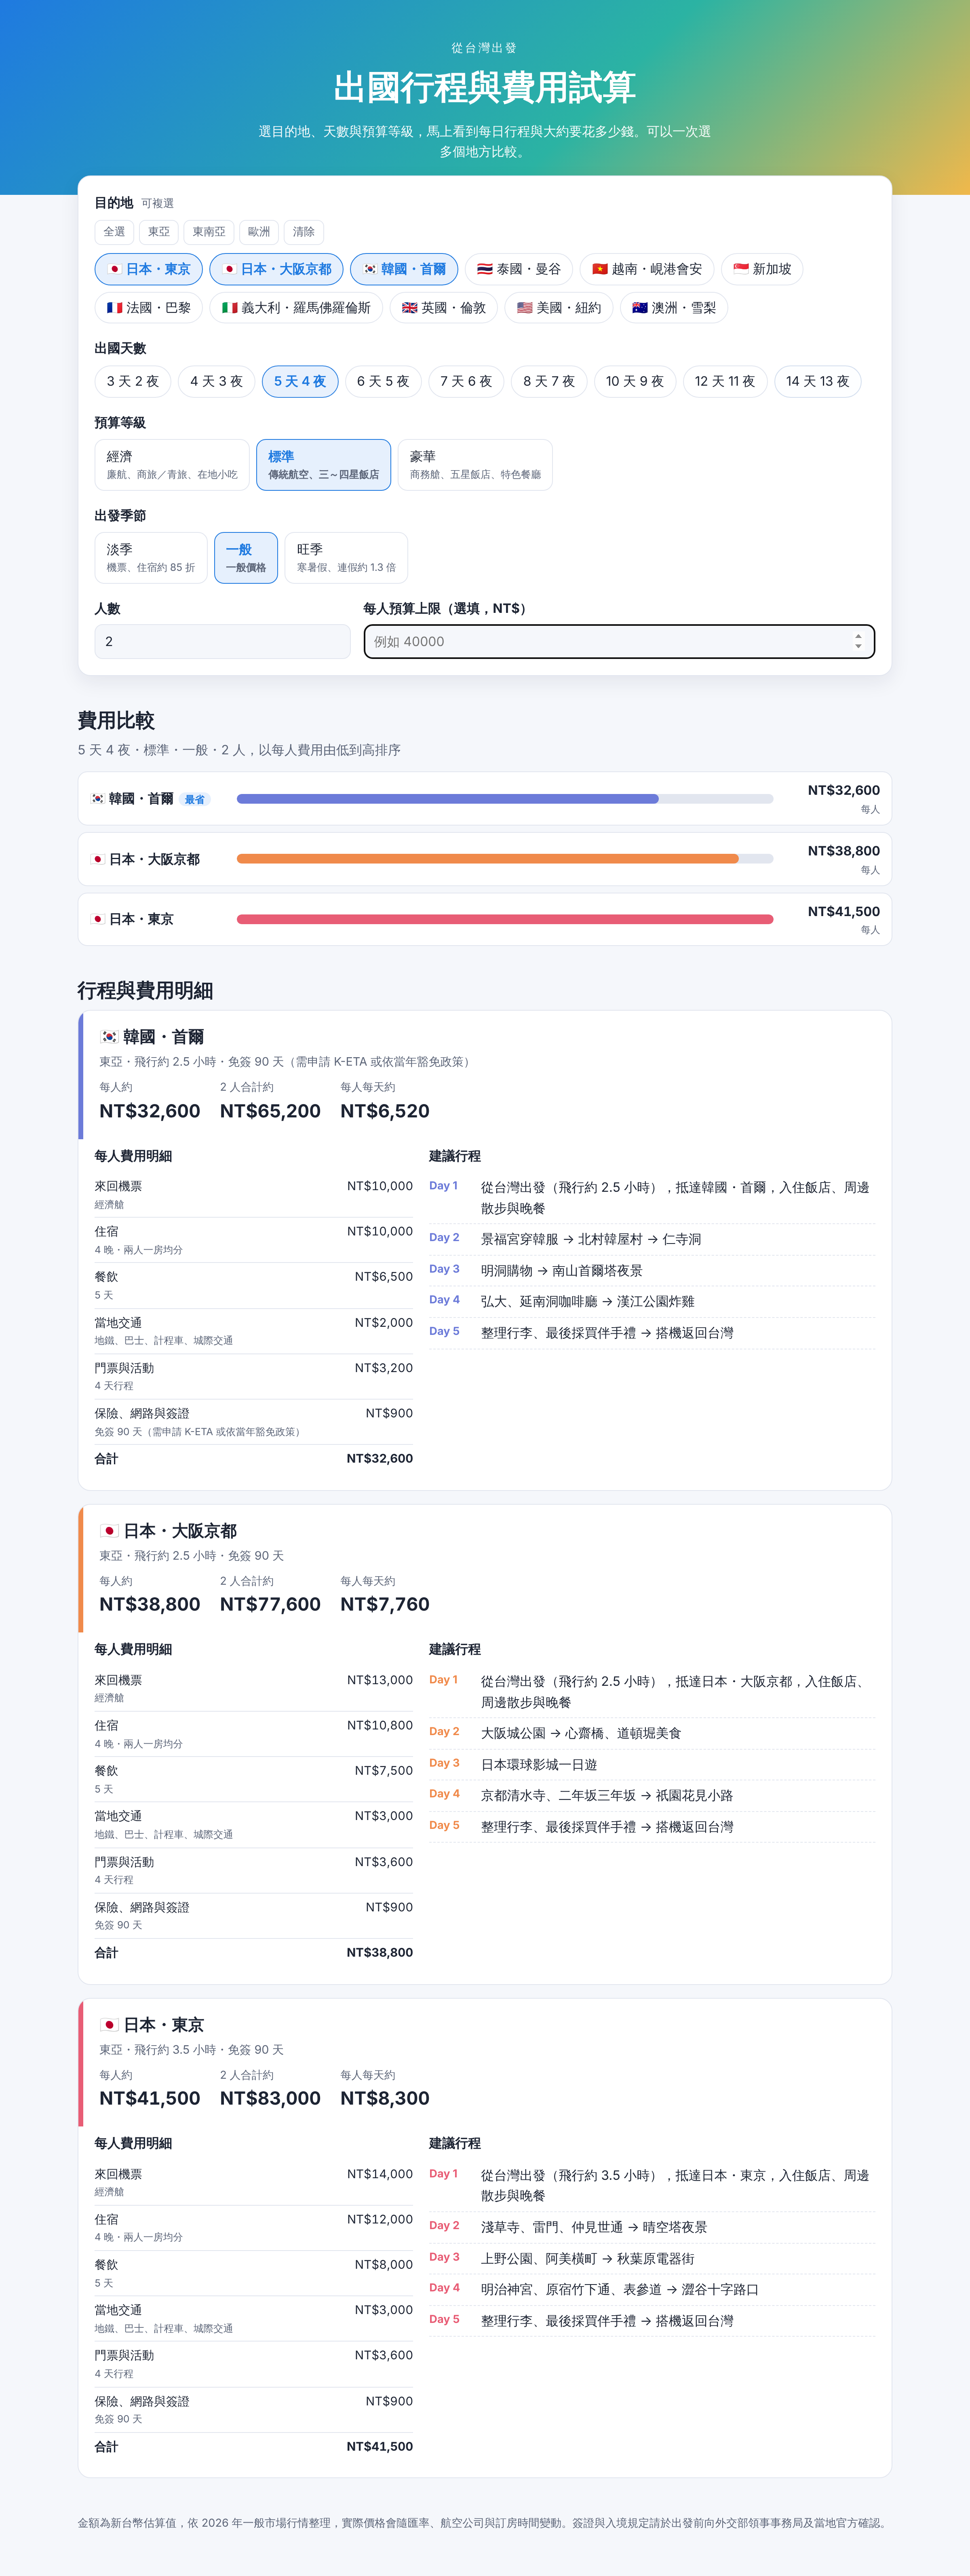 從台灣出發
出國行程與費用試算
選目的地、天數與預算等級，馬上看到每日行程與大約要花多少錢。可以一次選
多個地方比較。
目的地 可複選
全選 東亞 東南亞 歐洲 清除
🇯🇵 日本・東京 🇯🇵 日本・大阪京都 🇰🇷 韓國・首爾 🇹🇭 泰國・曼谷 🇻🇳 越南・峴港會安 🇸🇬 新加坡
🇫🇷 法國・巴黎 🇮🇹 義大利・羅馬佛羅倫斯 🇬🇧 英國・倫敦 🇺🇸 美國・紐約 🇦🇺 澳洲・雪梨
出國天數
3 天 2 夜 4 天 3 夜 5 天 4 夜 6 天 5 夜 7 天 6 夜 8 天 7 夜 10 天 9 夜 12 天 11 夜 14 天 13 夜
預算等級
經濟 標準 豪華
廉航、商旅／青旅、在地小吃 傳統航空、三～四星飯店 商務艙、五星飯店、特色餐廳
出發季節
淡季 一般 旺季
機票、住宿約 85 折 一般價格 寒暑假、連假約 1.3 倍
人數 每人預算上限（選填，NT$）
2 例如 40000
費用比較
5 天 4 夜・標準・一般・2 人，以每人費用由低到高排序
🇰🇷 韓國・首爾 最省 NT$32,600
每人
🇯🇵 日本・大阪京都 NT$38,800
每人
🇯🇵 日本・東京 NT$41,500
每人
行程與費用明細
🇰🇷 韓國・首爾
東亞・飛行約 2.5 小時・免簽 90 天（需申請 K-ETA 或依當年豁免政策）
每人約 2 人合計約 每人每天約
NT$32,600 NT$65,200 NT$6,520
每人費用明細
來回機票 NT$10,000
經濟艙
住宿 NT$10,000
4 晚・兩人一房均分
餐飲 NT$6,500
5 天
當地交通 NT$2,000
地鐵、巴士、計程車、城際交通
門票與活動 NT$3,200
4 天行程
保險、網路與簽證 NT$900
免簽 90 天（需申請 K-ETA 或依當年豁免政策）
合計 NT$32,600
建議行程
Day 1 從台灣出發（飛行約 2.5 小時），抵達韓國・首爾，入住飯店、周邊
散步與晚餐
Day 2 景福宮穿韓服 → 北村韓屋村 → 仁寺洞
Day 3 明洞購物 → 南山首爾塔夜景
Day 4 弘大、延南洞咖啡廳 → 漢江公園炸雞
Day 5 整理行李、最後採買伴手禮 → 搭機返回台灣
🇯🇵 日本・大阪京都
東亞・飛行約 2.5 小時・免簽 90 天
每人約 2 人合計約 每人每天約
NT$38,800 NT$77,600 NT$7,760
每人費用明細
來回機票 NT$13,000
經濟艙
住宿 NT$10,800
4 晚・兩人一房均分
餐飲 NT$7,500
5 天
當地交通 NT$3,000
地鐵、巴士、計程車、城際交通
門票與活動 NT$3,600
4 天行程
保險、網路與簽證 NT$900
免簽 90 天
合計 NT$38,800
建議行程
Day 1 從台灣出發（飛行約 2.5 小時），抵達日本・大阪京都，入住飯店、
周邊散步與晚餐
Day 2 大阪城公園 → 心齋橋、道頓堀美食
Day 3 日本環球影城一日遊
Day 4 京都清水寺、二年坂三年坂 → 祇園花見小路
Day 5 整理行李、最後採買伴手禮 → 搭機返回台灣
🇯🇵 日本・東京
東亞・飛行約 3.5 小時・免簽 90 天
每人約 2 人合計約 每人每天約
NT$41,500 NT$83,000 NT$8,300
每人費用明細
來回機票 NT$14,000
經濟艙
住宿 NT$12,000
4 晚・兩人一房均分
餐飲 NT$8,000
5 天
當地交通 NT$3,000
地鐵、巴士、計程車、城際交通
門票與活動 NT$3,600
4 天行程
保險、網路與簽證 NT$900
免簽 90 天
合計 NT$41,500
建議行程
Day 1 從台灣出發（飛行約 3.5 小時），抵達日本・東京，入住飯店、周邊
散步與晚餐
Day 2 淺草寺、雷門、仲見世通 → 晴空塔夜景
Day 3 上野公園、阿美橫町 → 秋葉原電器街
Day 4 明治神宮、原宿竹下通、表參道 → 澀谷十字路口
Day 5 整理行李、最後採買伴手禮 → 搭機返回台灣
金額為新台幣估算值，依 2026 年一般市場行情整理，實際價格會隨匯率、航空公司與訂房時間變動。簽證與入境規定請於出發前向外交部領事事務局及當地官方確認。